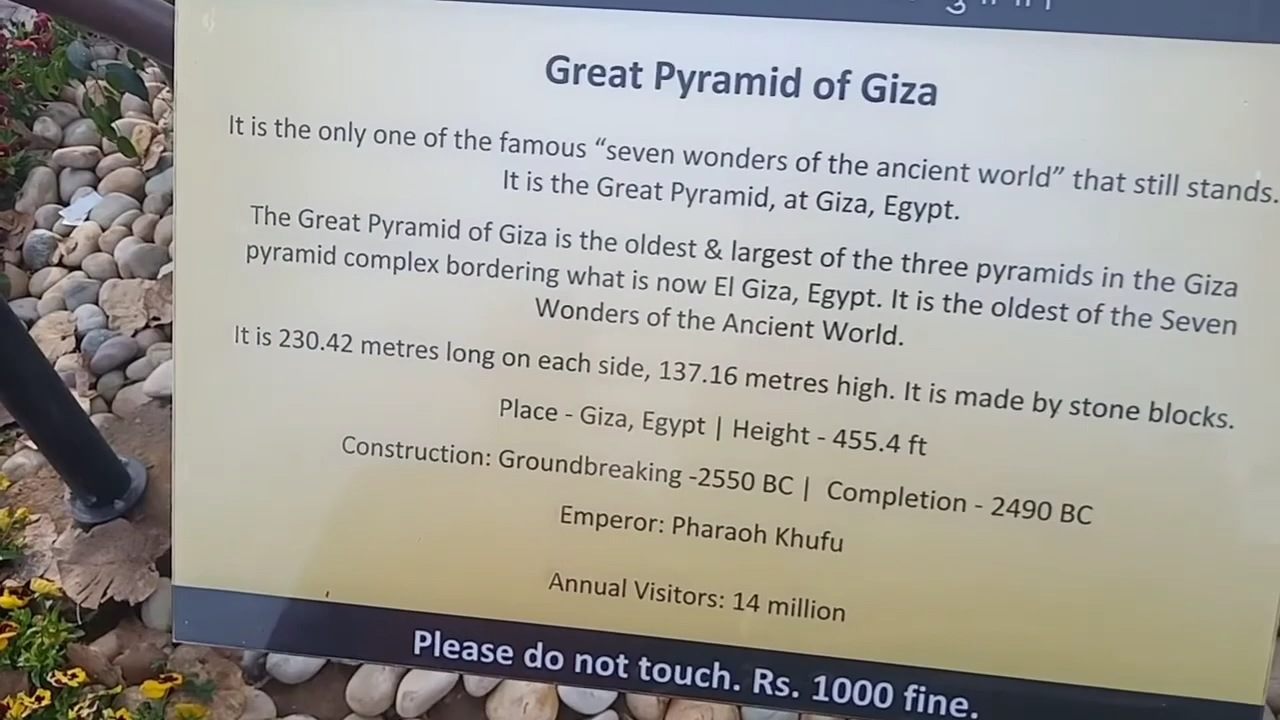 Great Pyramid of Giza
It is the only one of the famous “seven wonders of the ancient world” that still stands.
It is the Great Pyramid, at Giza, Egypt.
The Great Pyramid of Giza is the oldest & largest of the three pyramids in the Giza
pyramid complex bordering what is now El Giza, Egypt. It is the oldest of the Seven
Wonders of the Ancient World.
It is 230.42 metres long on each side, 137.16 metres high. It is made by stone blocks.
Place - Giza, Egypt | Height - 455.4 ft
Construction: Groundbreaking -2550 BC | Completion - 2490 BC
Emperor: Pharaoh Khufu
Annual Visitors: 14 million
Please do not touch. Rs. 1000 fine.